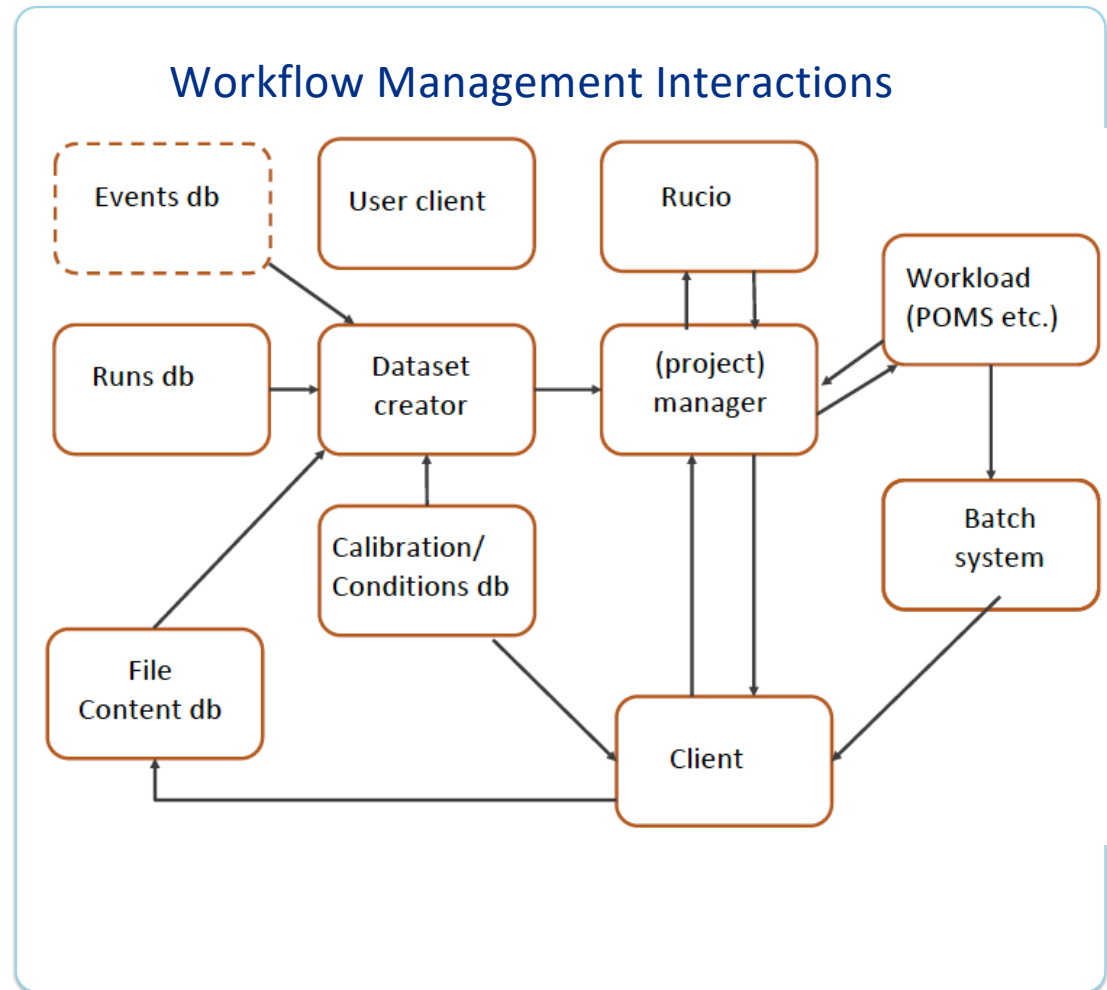 Workflow Management Interactions
Events db
User client
Rucio
Workload
(POMS etc.)
Runs db
Dataset
creator
(project)
manager
Batch
system
Calibration/
Conditions db
File
Content db
Client